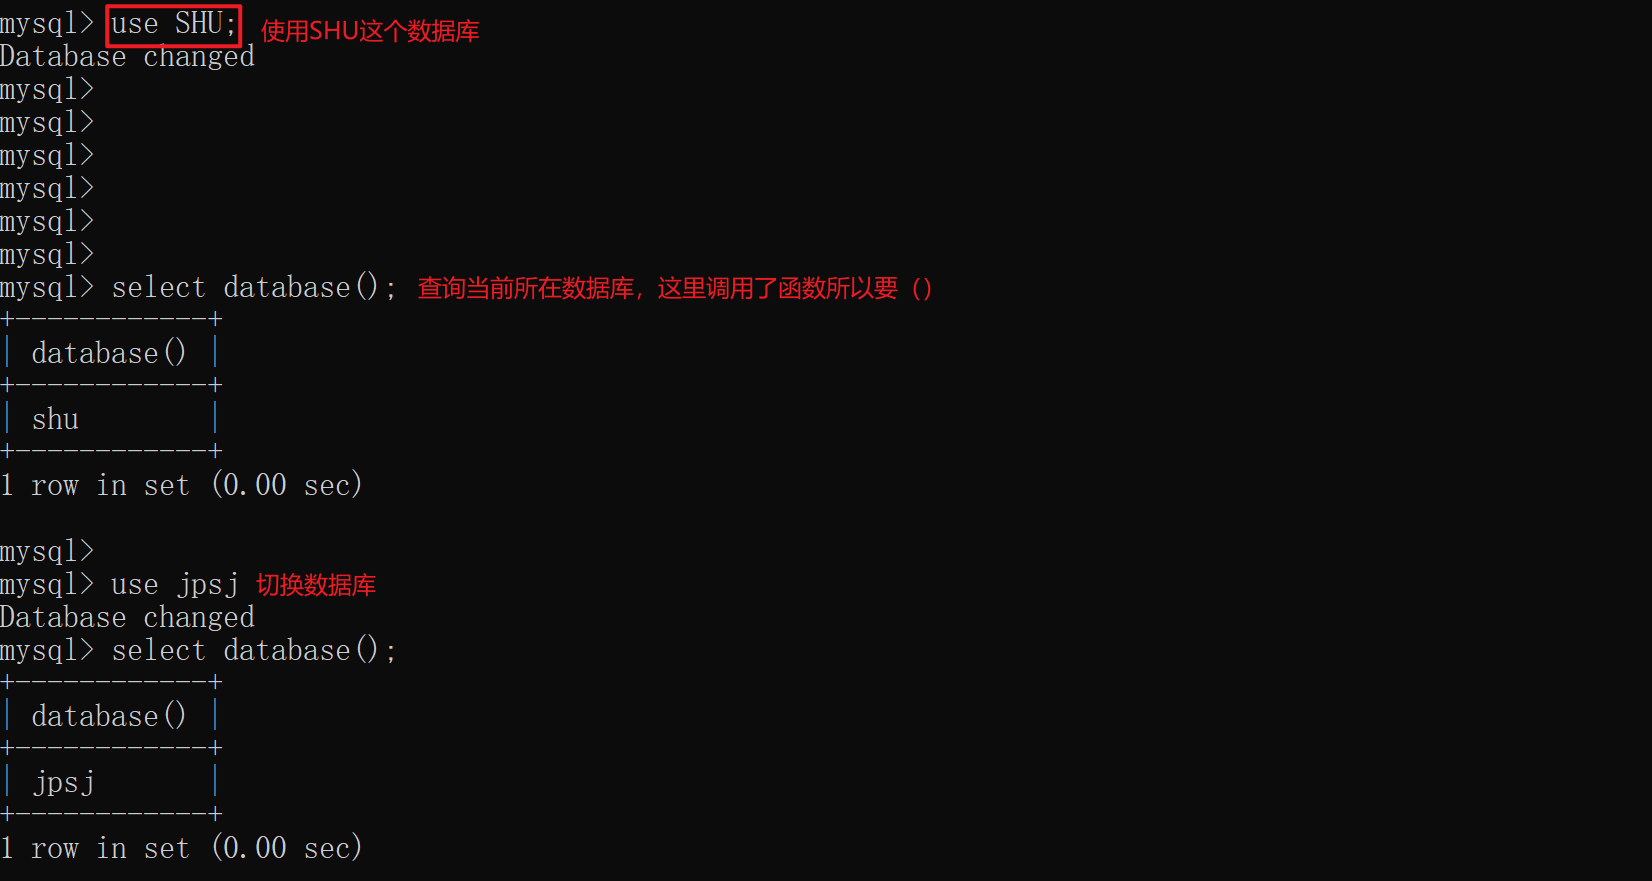 mysql> use SHU; 使用SHU这个数据库
Database changed
mysql>
mysql>
mysql>
mysql>
mysql>
mysql>
mysql> select database(); 查询当前所在数据库，这里调用了函数所以要（）
+------------+
| database() |
+------------+
| shu        |
+------------+
1 row in set (0.00 sec)
mysql>
mysql> use jpsj 切换数据库
Database changed
mysql> select database();
+------------+
| database() |
+------------+
| jpsj       |
+------------+
1 row in set (0.00 sec)